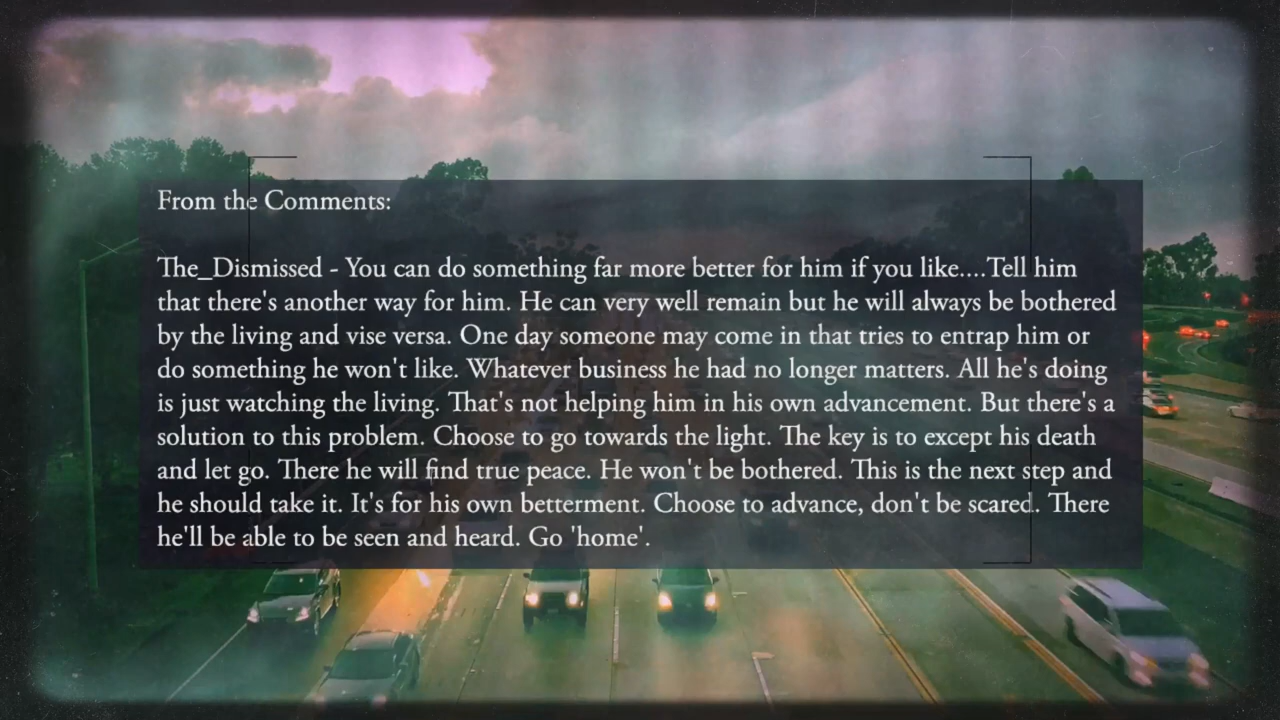 From the Comments:
The_Dismissed - You can do something far more better for him if you like....Tell him
that there's another way for him. He can very well remain but he will always be bothered
by the living and vise versa. One day someone may come in that tries to entrap him or
do something he won't like. Whatever business he had no longer matters. All he's doing
is just watching the living. That's not helping him in his own advancement. But there's a
solution to this problem. Choose to go towards the light. The key is to except his death
and let go. There he will find true peace. He won't be bothered. This is the next step and
he should take it. It's for his own betterment. Choose to advance, don't be scared. There
he'll be able to be seen and heard. Go 'home'.